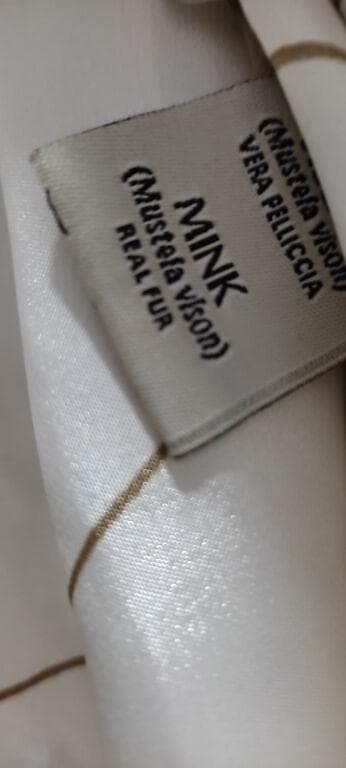 MINK
(Mustela vison)
REAL FUR
(Mustela vison)
VERA PELLICCIA